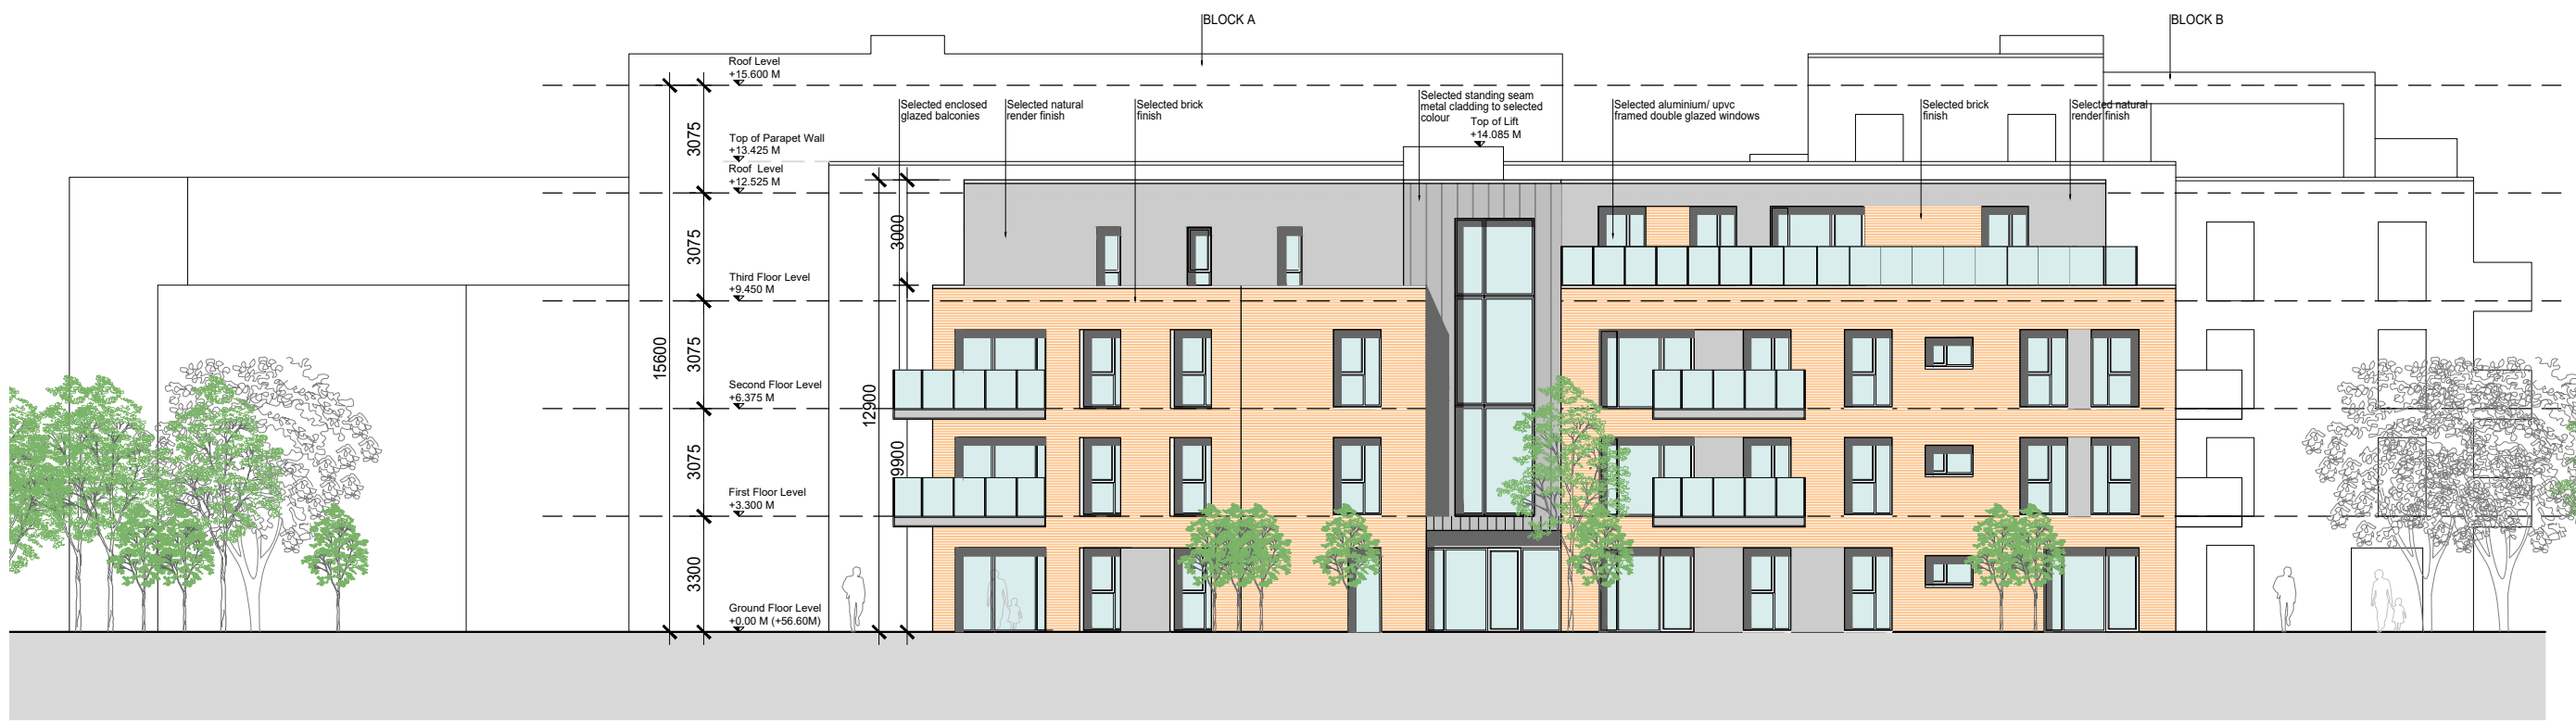 BLOCK A
BLOCK B
Roof Level
+15.600 M
Selected enclosed
glazed balconies
Selected natural
render finish
Selected brick
finish
Selected standing seam
metal cladding to selected
colour
Top of Lift
+14.085 M
Selected aluminium/ upvc
framed double glazed windows
Selected brick
finish
Selected natural
render finish
Top of Parapet Wall
+13.425 M
Roof Level
+12.525 M
Third Floor Level
+9.450 M
Second Floor Level
+6.375 M
First Floor Level
+3.300 M
Ground Floor Level
+0.00 M (+56.60M)
15600
3075
3075
3075
3075
3300
12900
3000
9900